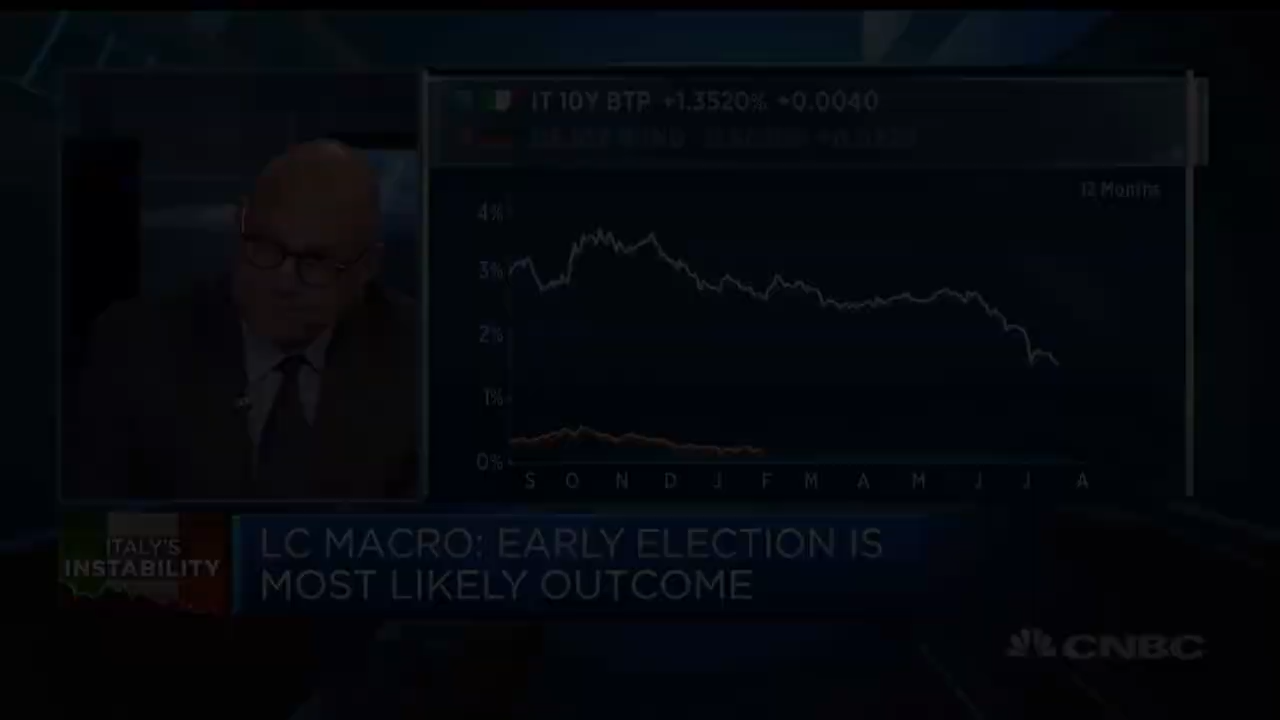 IT 10Y BTP +1.3520% +0.0040
12 Months
4%
3%
2%
1%
0%
S O N D J F M A M J J A
ITALY'S
INSTABILITY
LC MACRO: EARLY ELECTION IS
MOST LIKELY OUTCOME
CNBC